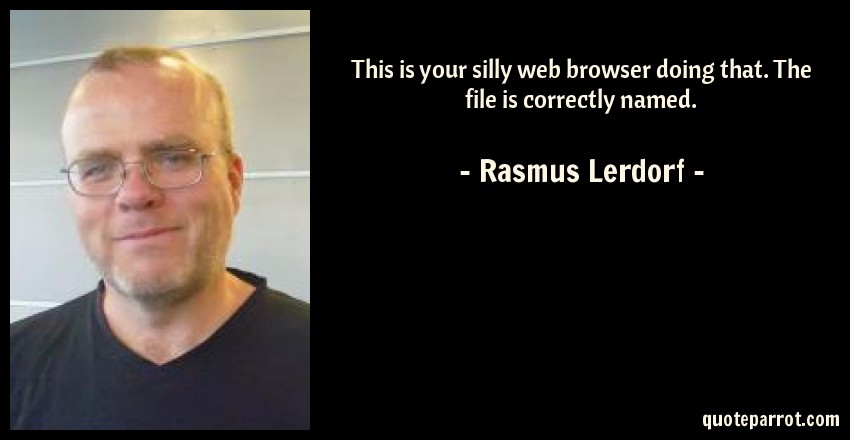 This is your silly web browser doing that. The
file is correctly named.
- Rasmus Lerdorf -
quoteparrot.com